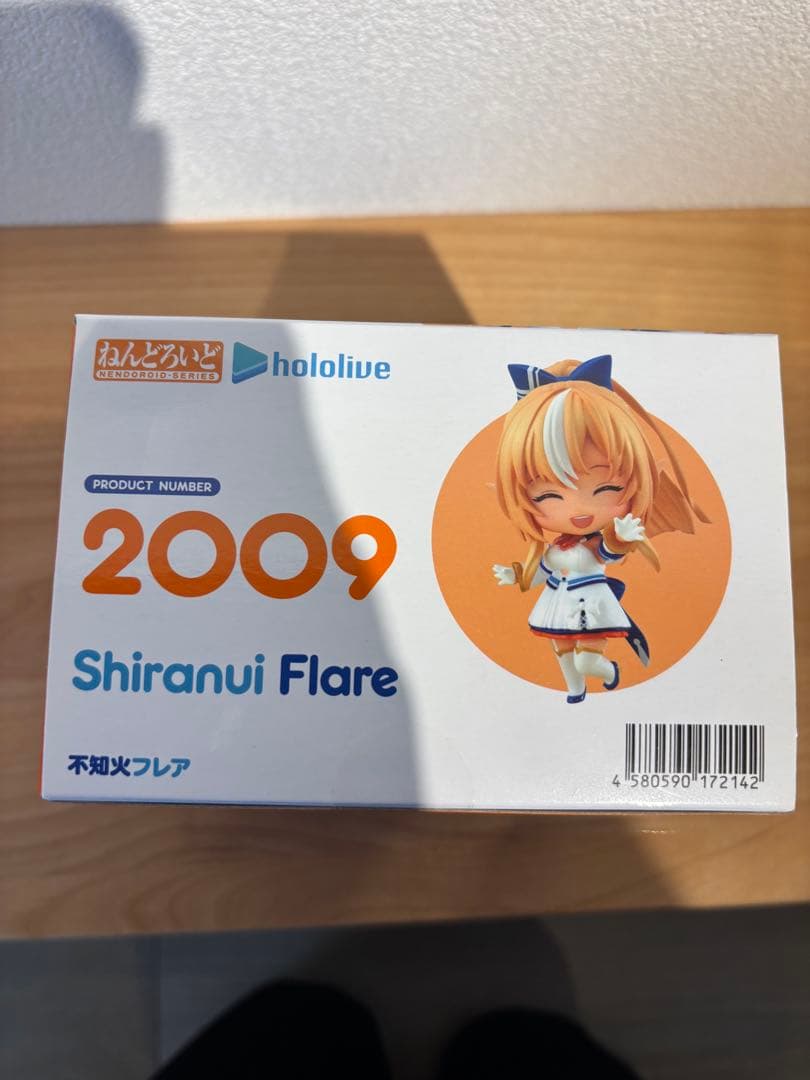 ねんどろいど
NENDOROID·SERIES
hololive
PRODUCT NUMBER
2009
Shiranui Flare
不知火フレア
4 580590 172142